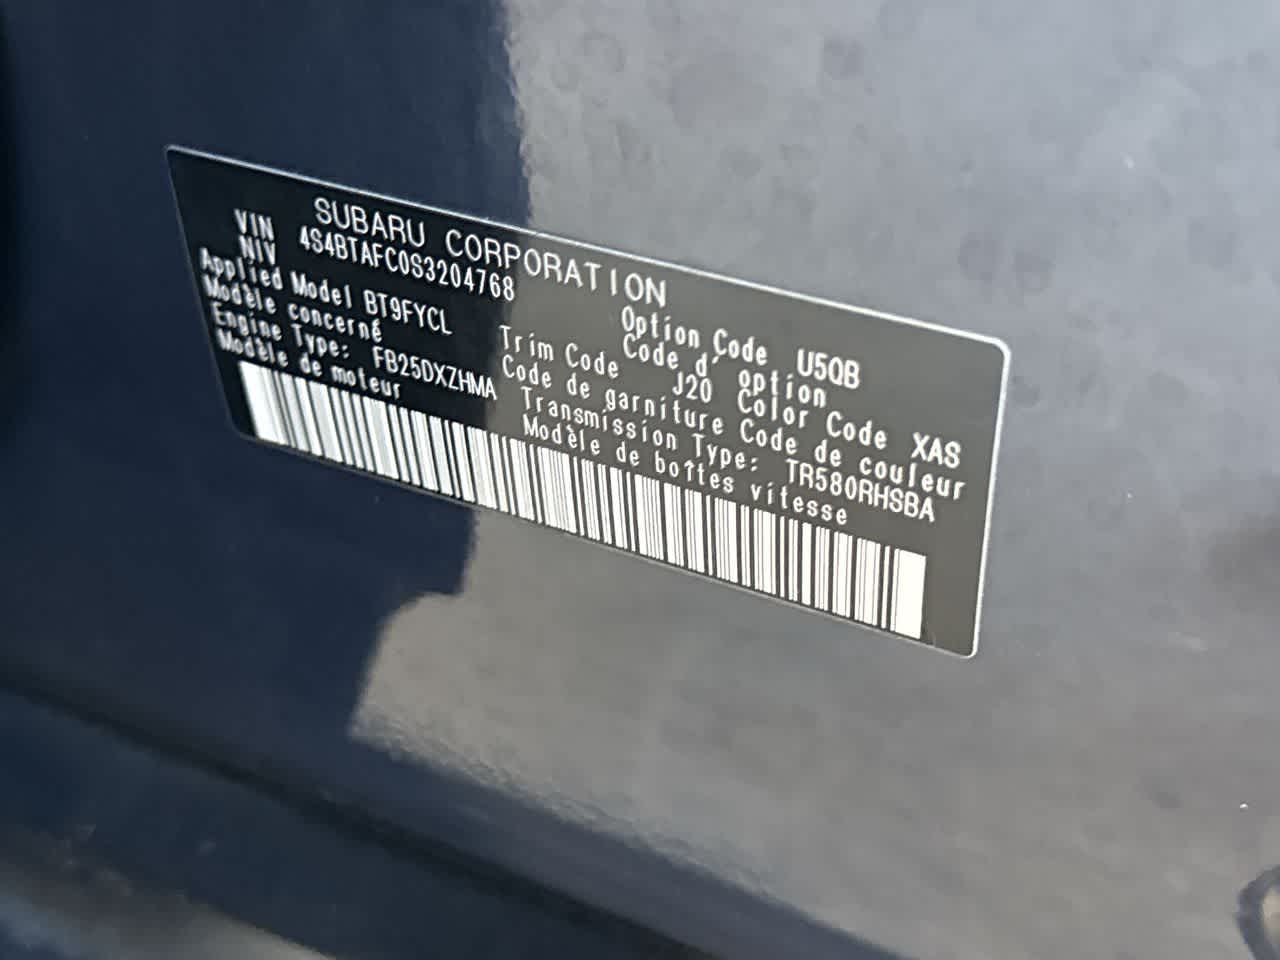 SUBARU CORPORATION
VIN 4S4BTAFC0S3204768
NIV
Applied Model BT9FYCL Option Code U5QB
Modèle concerné Code d'option
Engine Type: FB25DXZHMA Trim Code J20 Color Code XAS
Modèle de moteur Code de garniture Code de couleur
Transmission Type: TR580RHSBA
Modèle de boîtes vitesse